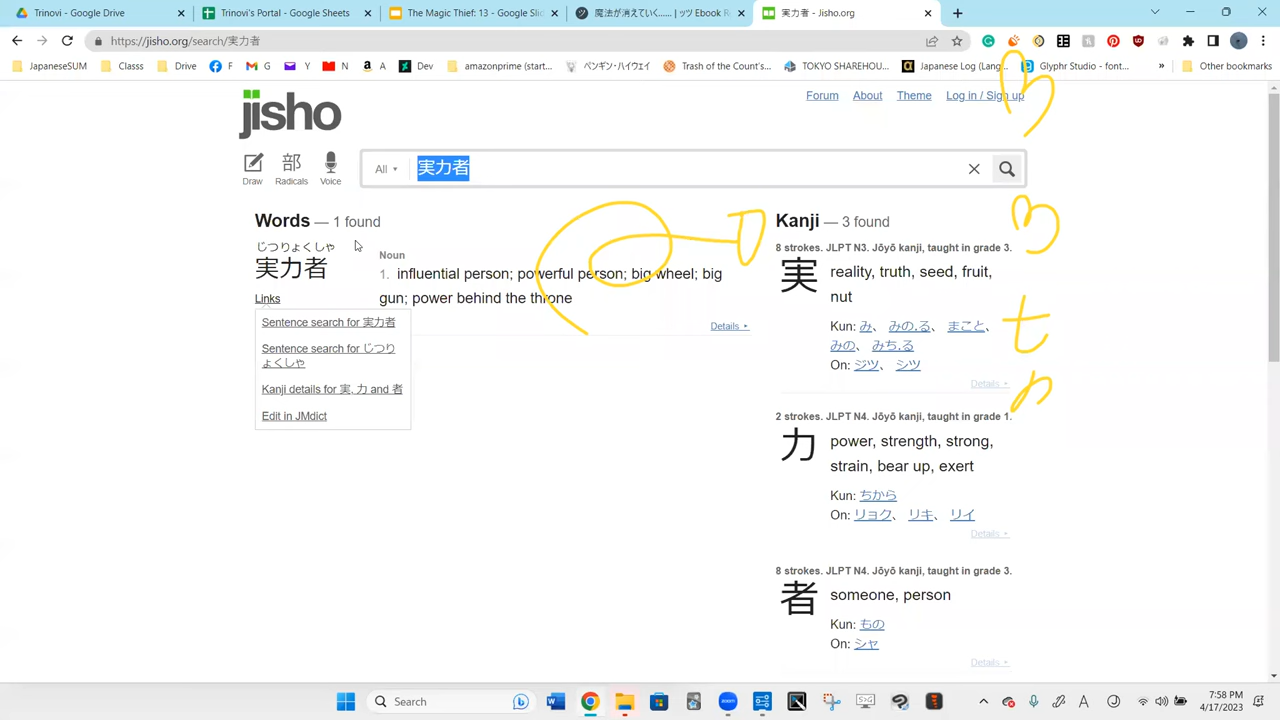 Trinovi - Google Drive
Trinovi's Project Tracker - Goo
The Magic Thief: 13 - Google Sli
魔法が消えていく... | ッツ Ebook R
実力者 - Jisho.org
https://jisho.org/search/実力者
JapaneseSUM
Classs
Drive
F
G
Y
N
A
Dev
amazonprime (star...
ペンギン・ハイウェイ
Trash of the Count's...
TOKYO SHAREHOU...
Japanese Log (Lang...
Glyphr Studio - font...
»
Other bookmarks
jisho
Forum
About
Theme
Log in / Sign up
Draw
部
Radicals
Voice
All
実力者
Words — 1 found
じつりょくしゃ
実力者
Links
Sentence search for 実力者
Sentence search for じつり
ょくしゃ
Kanji details for 実, 力 and 者
Edit in JMdict
Noun
1. influential person; powerful person; big wheel; big
gun; power behind the throne
Details
Kanji — 3 found
8 strokes. JLPT N3. Jōyō kanji, taught in grade 3.
実
reality, truth, seed, fruit,
nut
Kun: み、 みの.る、 まこと、
みの、 みち.る
On: ジツ、 シツ
Details
2 strokes. JLPT N4. Jōyō kanji, taught in grade 1.
力
power, strength, strong,
strain, bear up, exert
Kun: ちから
On: リョク、 リキ、 リイ
Details
8 strokes. JLPT N4. Jōyō kanji, taught in grade 3.
者
someone, person
Kun: もの
On: シャ
Details
Search
7:58 PM
4/17/2023